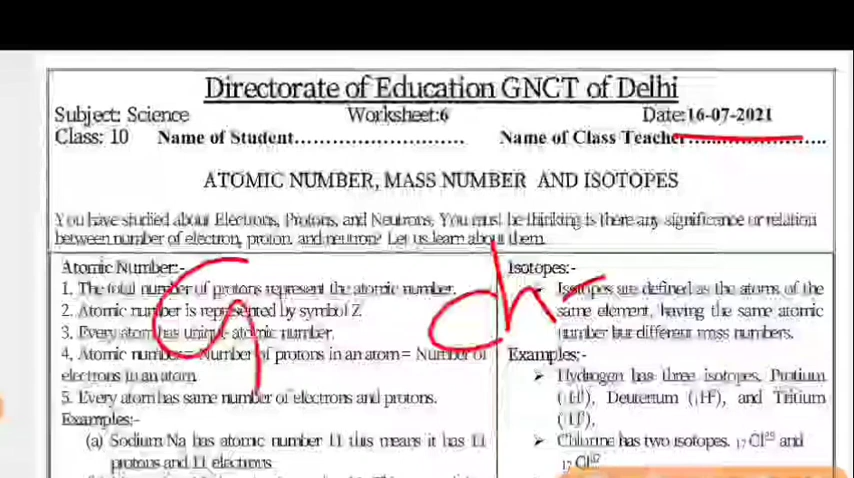 Directorate of Education GNCT of Delhi
Subject: Science Worksheet:6 Date:16-07-2021
Class: 10 Name of Student............................. Name of Class Teacher.........................
ATOMIC NUMBER, MASS NUMBER AND ISOTOPES
You have studied about Electrons, Protons, and Neutrons, You must be thinking is there any significance or relation
between number of electron, proton, and neutron? Let us learn about them.
Atomic Number:-
1. The total number of protons represent the atomic number.
2. Atomic number is represented by symbol Z.
3. Every atom has unique atomic number.
4. Atomic number= Number of protons in an atom= Number of
electrons in an atom
5. Every atom has same number of electrons and protons.
Examples:-
(a) Sodium Na has atomic number 11 this means it has 11
protons and 11 electrons
Isotopes:-
Isotopes are defined as the atoms of the
same element, having the same atomic
number but different mass numbers.
Examples:-
➢ Hydrogen has three isotopes, Protium
Deuterium and Tritium
➢ Chlorine has two isotopes. and